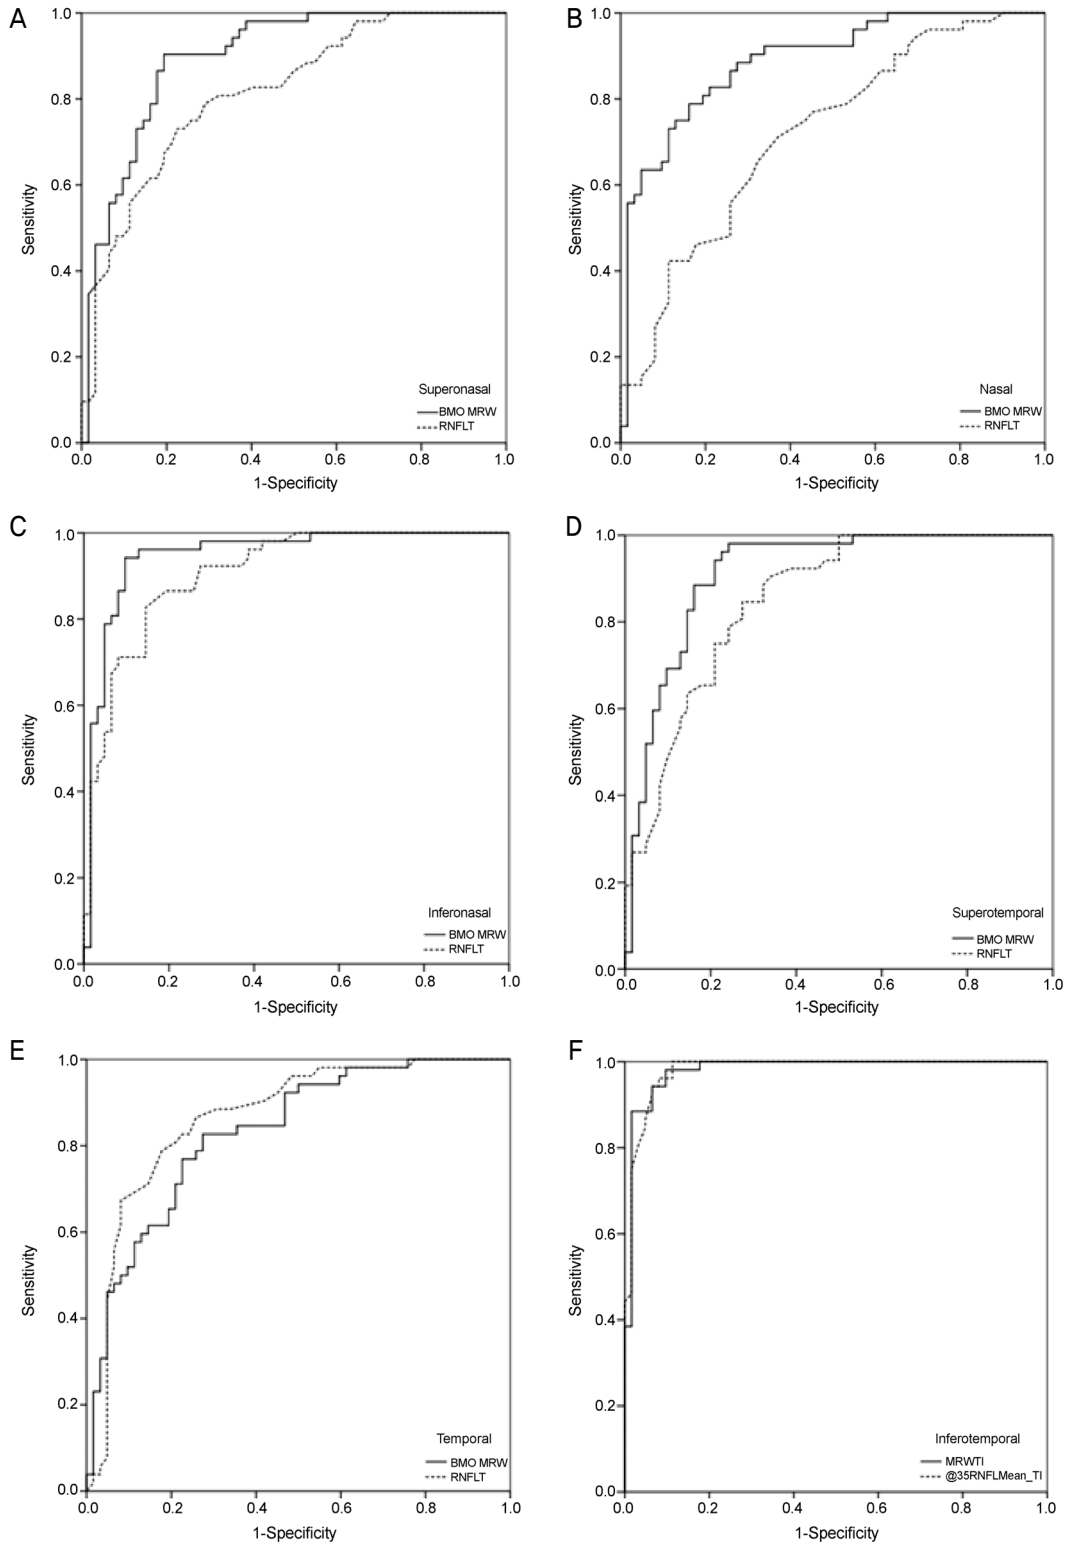 A
1.0
0.8
0.6
0.4
0.2
0.0
Sensitivity
Superonasal
BMO MRW
RNFLT
0.0 0.2 0.4 0.6 0.8 1.0
1-Specificity
B
1.0
0.8
0.6
0.4
0.2
0.0
Sensitivity
Nasal
BMO MRW
RNFLT
0.0 0.2 0.4 0.6 0.8 1.0
1-Specificity
C
1.0
0.8
0.6
0.4
0.2
0.0
Sensitivity
Inferonasal
BMO MRW
RNFLT
0.0 0.2 0.4 0.6 0.8 1.0
1-Specificity
D
1.0
0.8
0.6
0.4
0.2
0.0
Sensitivity
Superotemporal
BMO MRW
RNFLT
0.0 0.2 0.4 0.6 0.8 1.0
1-Specificity
E
1.0
0.8
0.6
0.4
0.2
0.0
Sensitivity
Temporal
BMO MRW
RNFLT
0.0 0.2 0.4 0.6 0.8 1.0
1-Specificity
F
1.0
0.8
0.6
0.4
0.2
0.0
Sensitivity
Inferotemporal
MRWTI
@35RNFLMean_TI
0.0 0.2 0.4 0.6 0.8 1.0
1-Specificity